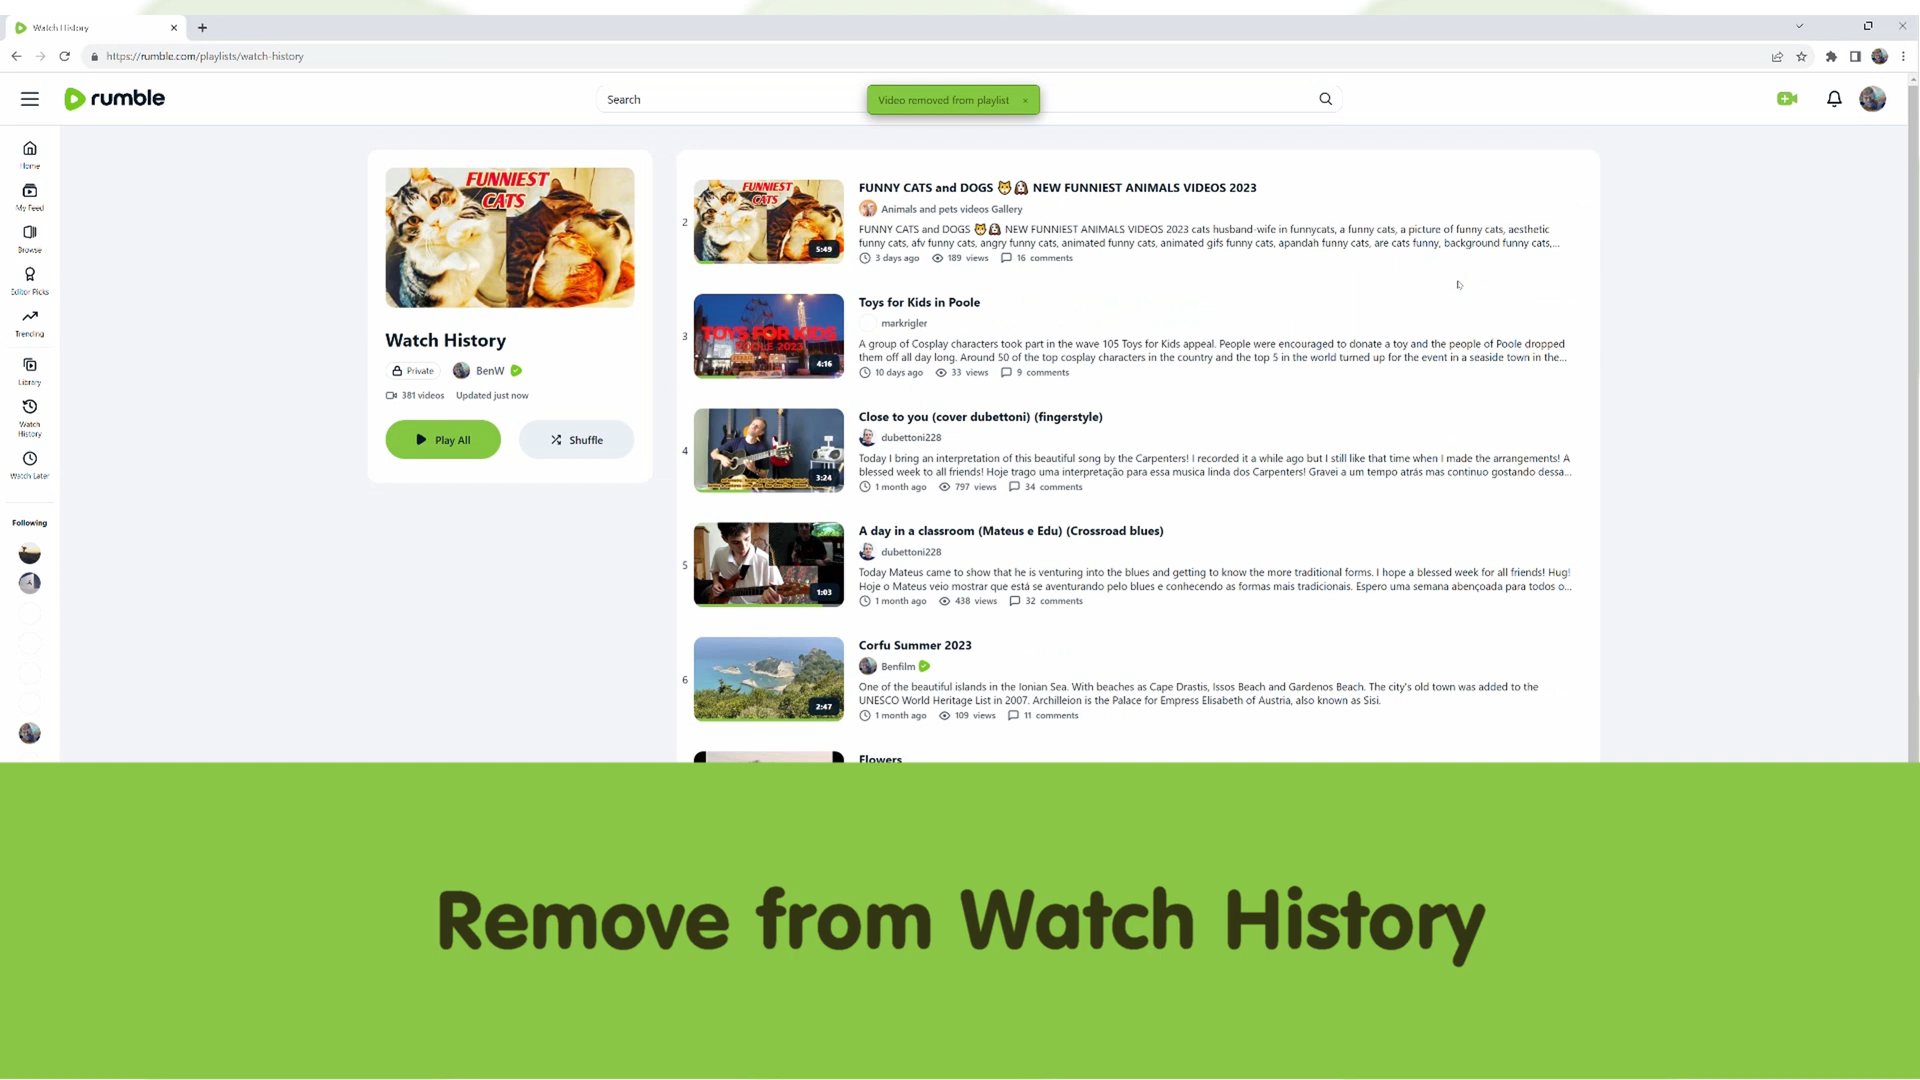 Watch History
https://rumble.com/playlists/watch-history
rumble
Search
Video removed from playlist ×
Home
My Feed
Browse
Editor Picks
Trending
Library
Watch
History
Watch Later
Following
FUNNIEST
CATS
Watch History
Private BenW
381 videos Updated just now
Play All Shuffle
2
FUNNIEST
CATS
5:49
FUNNY CATS and DOGS 🐱🐶 NEW FUNNIEST ANIMALS VIDEOS 2023
Animals and pets videos Gallery
FUNNY CATS and DOGS 🐱🐶 NEW FUNNIEST ANIMALS VIDEOS 2023 cats husband-wife in funnycats, a funny cats, a picture of funny cats, aesthetic
funny cats, afv funny cats, angry funny cats, animated funny cats, animated gifs funny cats, apandah funny cats, are cats funny, background funny cats,...
3 days ago 189 views 16 comments
3
TOYS FOR KIDS
POOLE 2023
4:16
Toys for Kids in Poole
markrigler
A group of Cosplay characters took part in the wave 105 Toys for Kids appeal. People were encouraged to donate a toy and the people of Poole dropped
them off all day long. Around 50 of the top cosplay characters in the country and the top 5 in the world turned up for the event in a seaside town in the...
10 days ago 33 views 9 comments
4
3:24
Close to you (cover dubettoni) (fingerstyle)
dubettoni228
Today I bring an interpretation of this beautiful song by the Carpenters! I recorded it a while ago but I still like that time when I made the arrangements! A
blessed week to all friends! Hoje trago uma interpretação para essa musica linda dos Carpenters! Gravei a um tempo atrás mas continuo gostando dessa...
1 month ago 797 views 34 comments
5
1:03
A day in a classroom (Mateus e Edu) (Crossroad blues)
dubettoni228
Today Mateus came to show that he is venturing into the blues and getting to know the more traditional forms. I hope a blessed week for all friends! Hug!
Hoje o Mateus veio mostrar que está se aventurando pelo blues e conhecendo as formas mais tradicionais. Espero uma semana abençoada para todos o...
1 month ago 438 views 32 comments
6
2:47
Corfu Summer 2023
Benfilm
One of the beautiful islands in the Ionian Sea. With beaches as Cape Drastis, Issos Beach and Gardenos Beach. The city's old town was added to the
UNESCO World Heritage List in 2007. Archilleion is the Palace for Empress Elisabeth of Austria, also known as Sisi.
1 month ago 109 views 11 comments
Flowers
Remove from Watch History